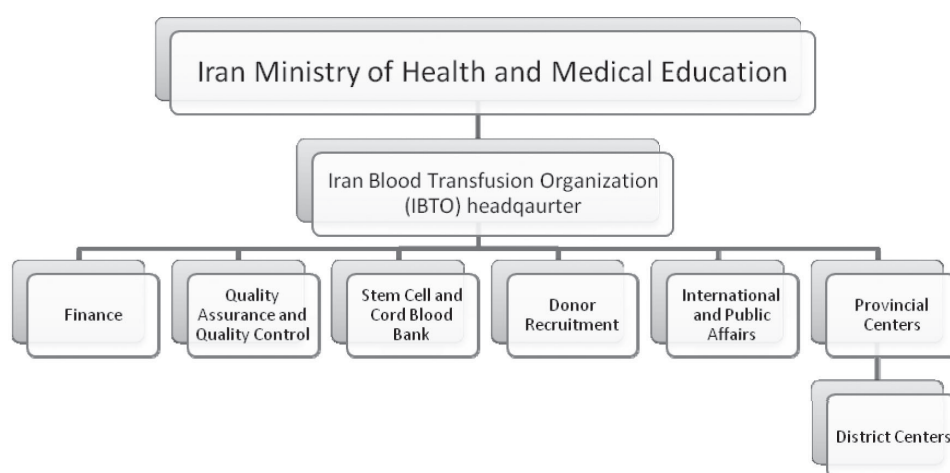 Iran Ministry of Health and Medical Education
Iran Blood Transfusion Organization
(IBTO) headqaurter
Finance
Quality
Assurance and
Quality Control
Stem Cell and
Cord Blood
Bank
Donor
Recruitment
International
and Public
Affairs
Provincial
Centers
District Centers